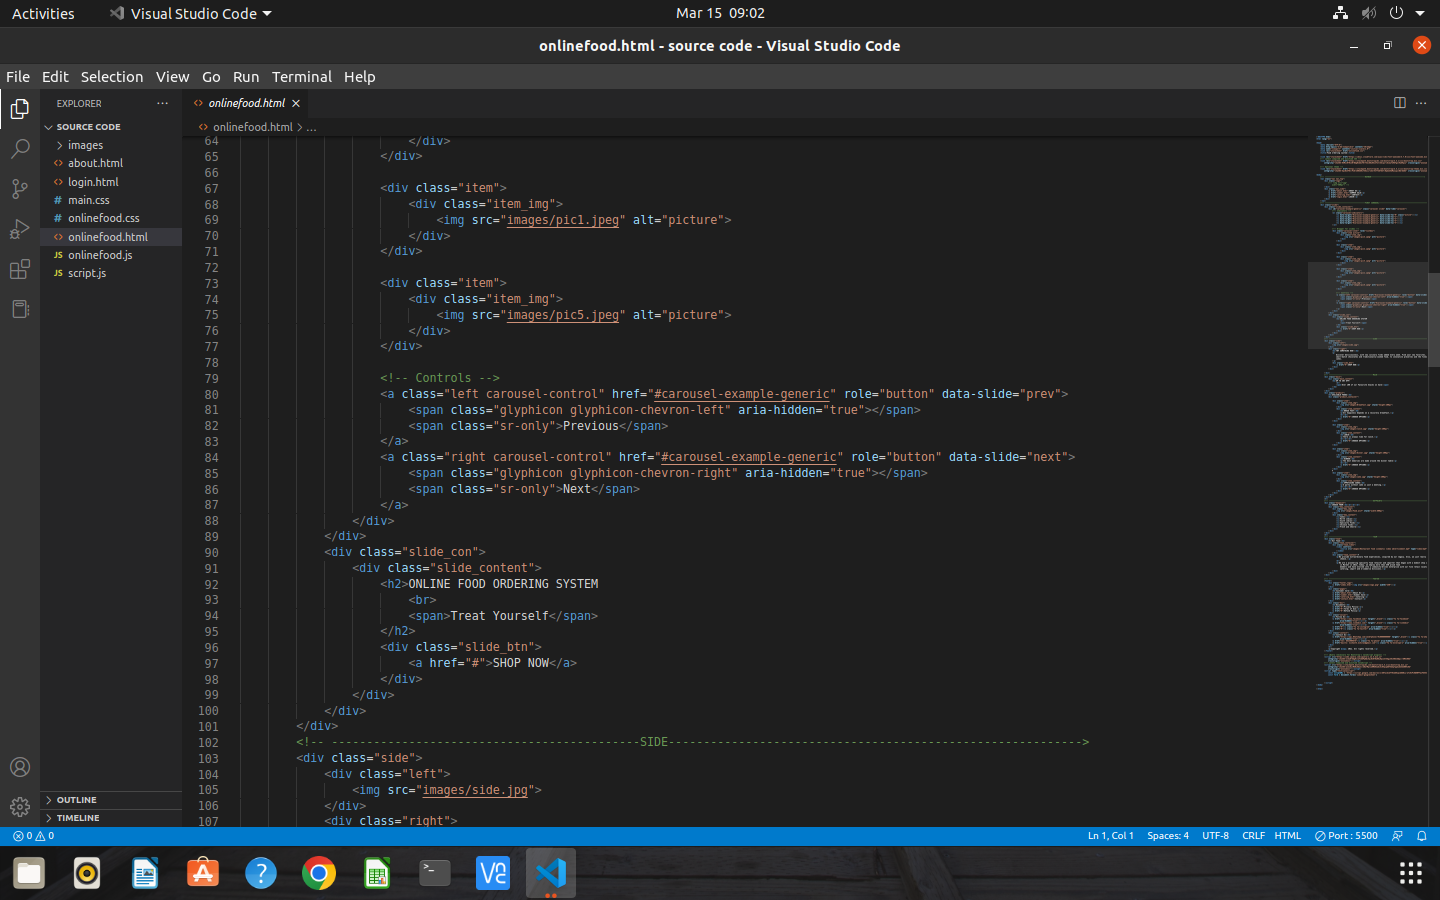 Activities
Visual Studio Code
Mar 15 09:02
onlinefood.html - source code - Visual Studio Code
File Edit Selection View Go Run Terminal Help
EXPLORER
SOURCE CODE
images
about.html
login.html
main.css
onlinefood.css
onlinefood.html
onlinefood.js
script.js
OUTLINE
TIMELINE
onlinefood.html
onlinefood.html > ...
64 </div>
65 </div>
66
67 <div class="item">
68 <div class="item_img">
69 <img src="images/pic1.jpeg" alt="picture">
70 </div>
71 </div>
72
73 <div class="item">
74 <div class="item_img">
75 <img src="images/pic5.jpeg" alt="picture">
76 </div>
77 </div>
78
79 <!-- Controls -->
80 <a class="left carousel-control" href="#carousel-example-generic" role="button" data-slide="prev">
81 <span class="glyphicon glyphicon-chevron-left" aria-hidden="true"></span>
82 <span class="sr-only">Previous</span>
83 </a>
84 <a class="right carousel-control" href="#carousel-example-generic" role="button" data-slide="next">
85 <span class="glyphicon glyphicon-chevron-right" aria-hidden="true"></span>
86 <span class="sr-only">Next</span>
87 </a>
88 </div>
89 </div>
90 <div class="slide_con">
91 <div class="slide_content">
92 <h2>ONLINE FOOD ORDERING SYSTEM
93 <br>
94 <span>Treat Yourself</span>
95 </h2>
96 <div class="slide_btn">
97 <a href="#">SHOP NOW</a>
98 </div>
99 </div>
100 </div>
101 </div>
102 <!-- --------------------------------------------SIDE----------------------------------------------------------->
103 <div class="side">
104 <div class="left">
105 <img src="images/side.jpg">
106 </div>
107 <div class="right">
0 0
Ln 1, Col 1 Spaces: 4 UTF-8 CRLF HTML Port : 5500